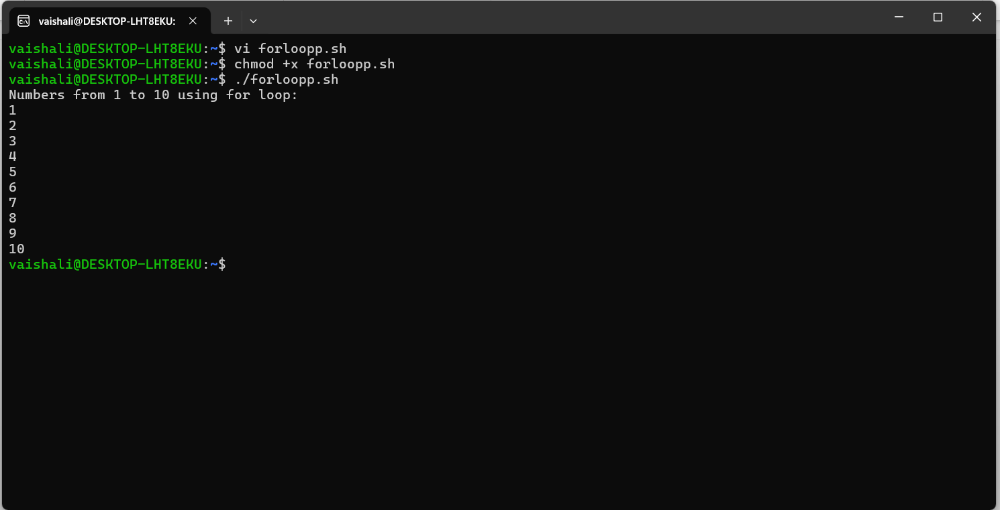 vaishali@DESKTOP-LHT8EKU:
vaishali@DESKTOP-LHT8EKU:~$ vi forloopp.sh
vaishali@DESKTOP-LHT8EKU:~$ chmod +x forloopp.sh
vaishali@DESKTOP-LHT8EKU:~$ ./forloopp.sh
Numbers from 1 to 10 using for loop:
1
2
3
4
5
6
7
8
9
10
vaishali@DESKTOP-LHT8EKU:~$